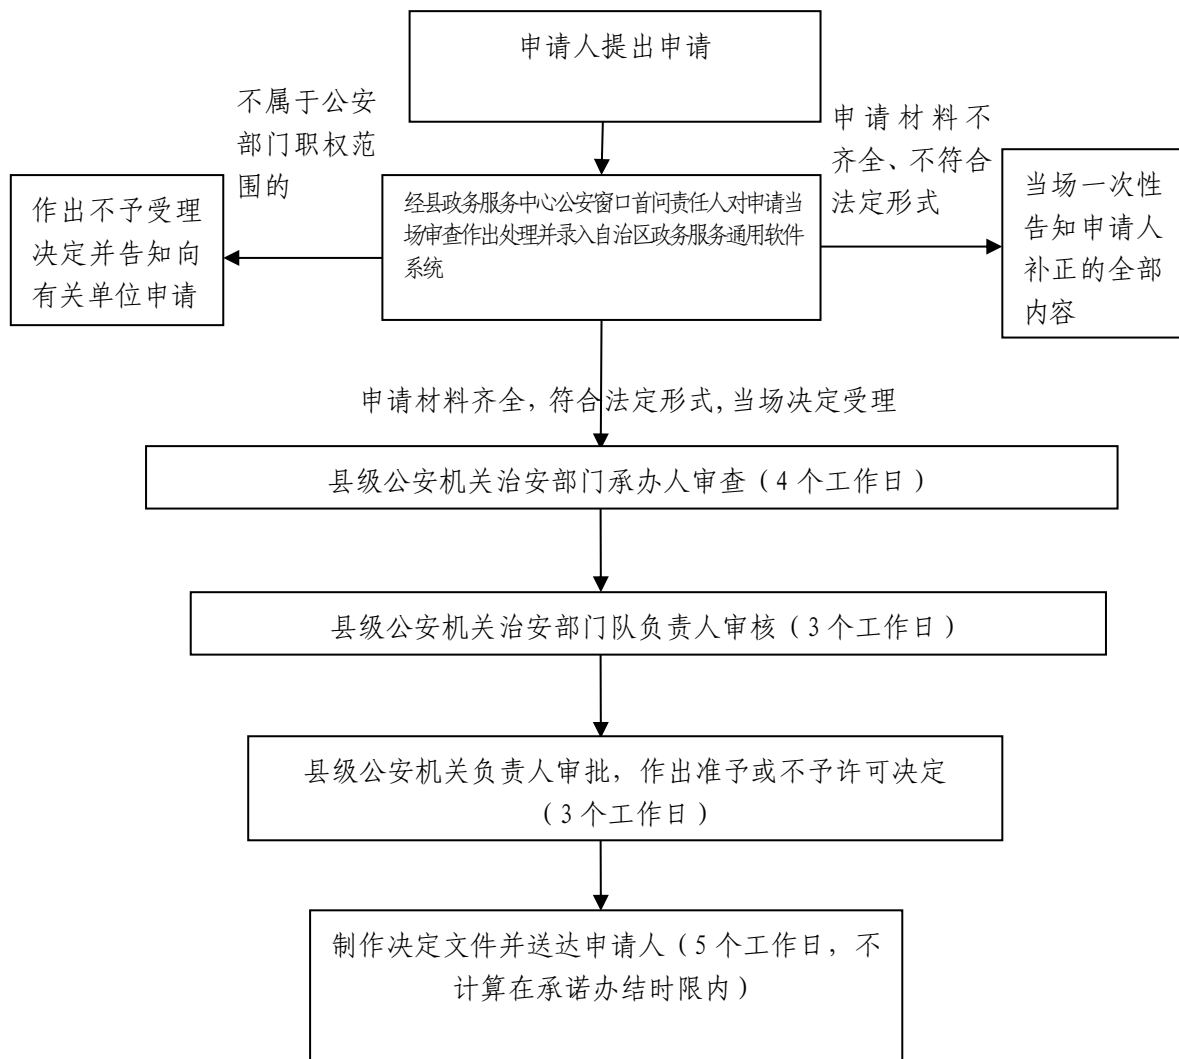 申请人提出申请
不属于公安
部门职权范
围的
申请材料不
齐全、不符合
法定形式
作出不予受理
决定并告知向
有关单位申请
经县政务服务中心公安窗口首问责任人对申请当
场审查作出处理并录入自治区政务服务通用软件
系统
当场一次性
告知申请人
补正的全部
内容
申请材料齐全，符合法定形式，当场决定受理
县级公安机关治安部门承办人审查（4个工作日）
县级公安机关治安部门队负责人审核（3个工作日）
县级公安机关负责人审批，作出准予或不予许可决定
（3个工作日）
制作决定文件并送达申请人（5个工作日，不
计算在承诺办结时限内）